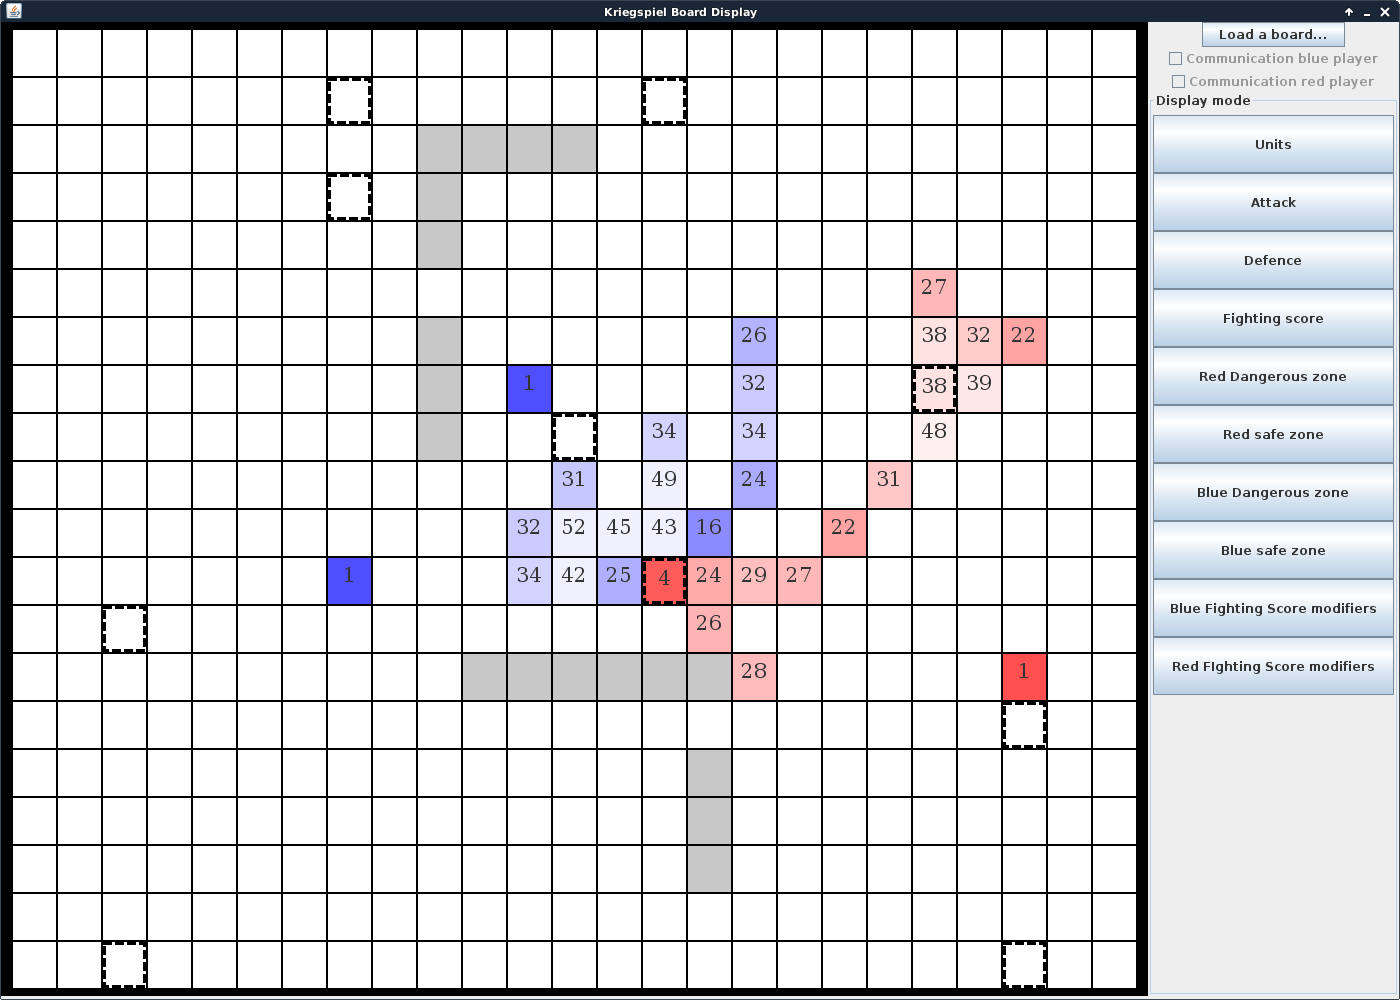 Kriegspiel Board Display
Load a board...
Communication blue player
Communication red player
Display mode
Units
Attack
Defence
Fighting score
Red Dangerous zone
Red safe zone
Blue Dangerous zone
Blue safe zone
Blue Fighting Score modifiers
Red FIghting Score modifiers
27
26 38 32 22
1 32 38 39
34 34 48
31 49 24 31
32 52 45 43 16 22
1 34 42 25 4 24 29 27
26
28 1